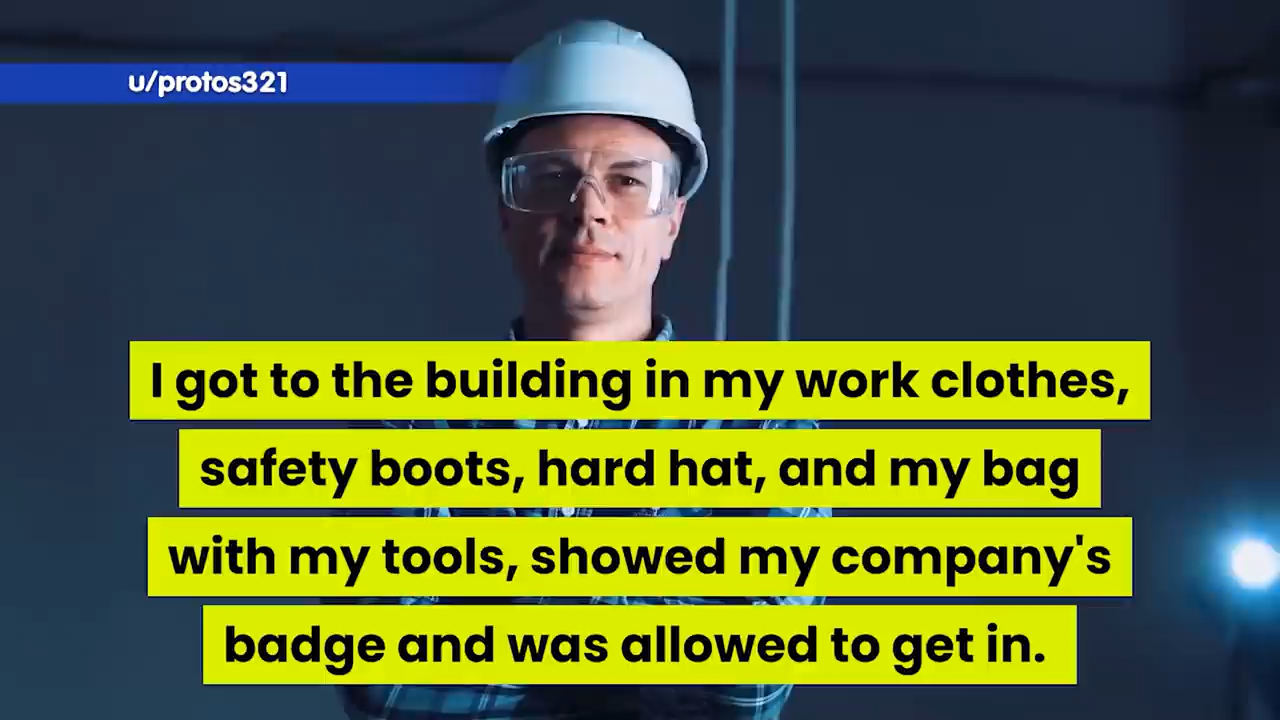 u/protos321
I got to the building in my work clothes,
safety boots, hard hat, and my bag
with my tools, showed my company's
badge and was allowed to get in.